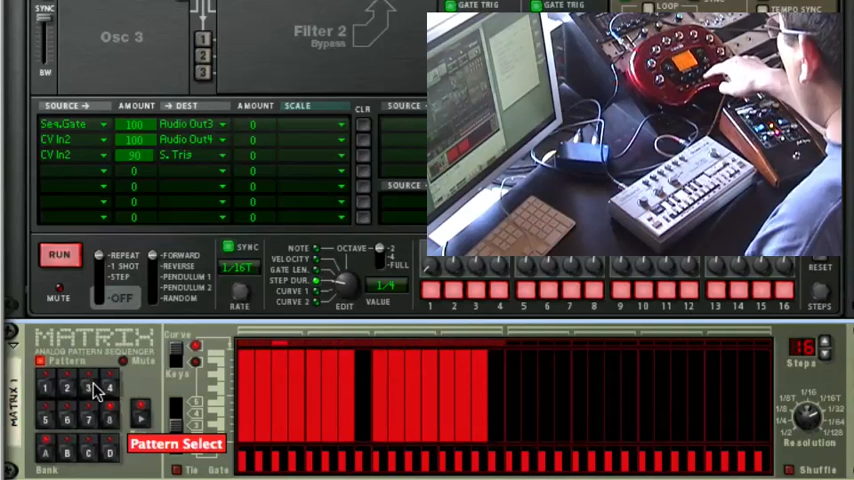 SYNC
BW
Osc 3
1
2
3
Filter 2
Bypass
GATE TRIG
GATE TRIG
LOOP
TEMPO SYNC
SOURCE → AMOUNT → DEST AMOUNT SCALE CLR SOURCE
Seq.Gate 100 Audio Out3 0
CV In2 100 Audio Out4 0
CV In2 90 S. Trig 0
0 0
0 0
0 0
0 0
SOURCE
RUN
MUTE
REPEAT
1 SHOT
STEP
-OFF
FORWARD
REVERSE
PENDULUM 1
PENDULUM 2
RANDOM
SYNC
1/16T
RATE
NOTE
VELOCITY
GATE LEN.
STEP DUR.
CURVE 1
CURVE 2
OCTAVE
2
4
FULL
EDIT
1/4
VALUE
1 2 3 4 5 6 7 8 9 10 11 12 13 14 15 16
RESET
STEPS
MATRIX
ANALOG PATTERN SEQUENCER
Pattern Mute
1 2 3 4
5 6 7 8
A B C D
Bank
MATRIX 1
Pattern Select
Curve
Keys
5
4
3
1
Tie Gate
16
Steps
1/16
1/8T
1/8
1/4
1/2
1/32
1/64
1/128
Resolution
Shuffle